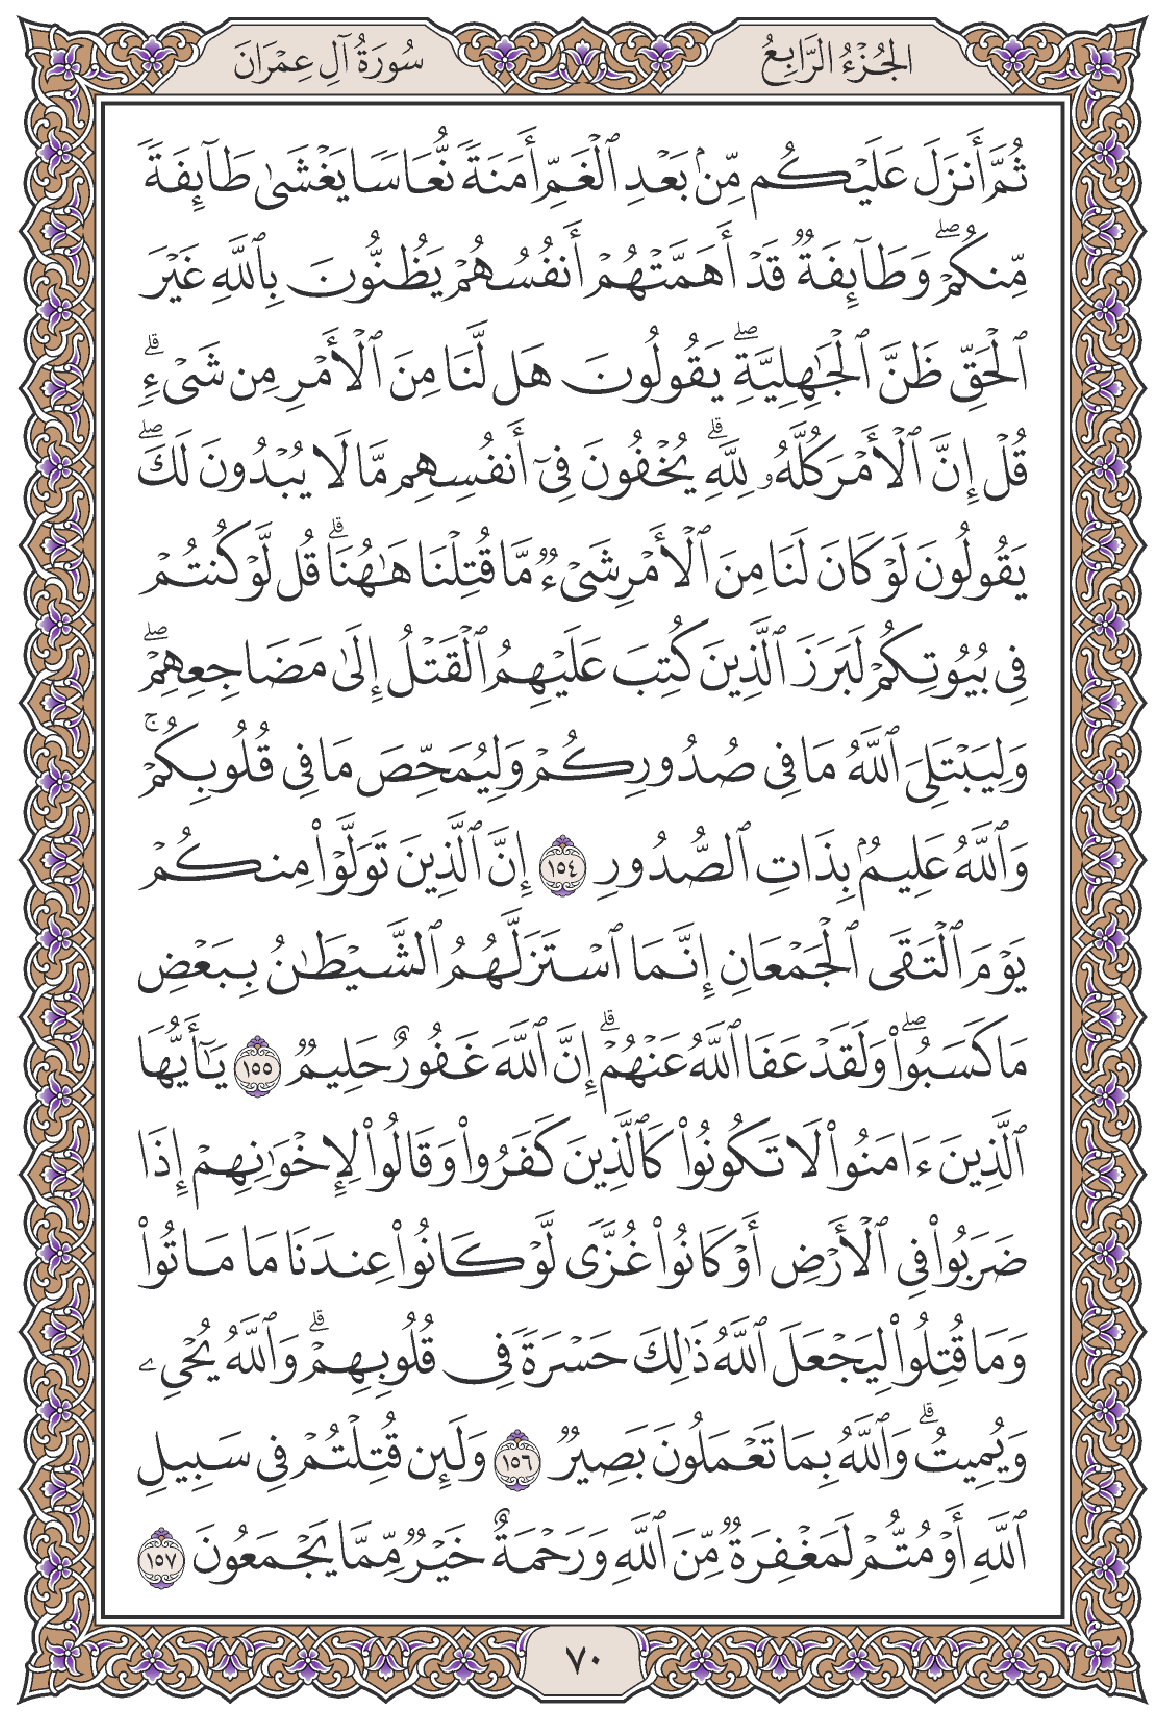 الجُزْءُ الرَّابِعُ
سُورَةُ آلِ عِمْرَانَ
ثُمَّ أَنزَلَ عَلَيْكُم مِّنۢ بَعْدِ ٱلْغَمِّ أَمَنَةً نُّعَاسًا يَغْشَىٰ طَآئِفَةً
مِّنكُمْ ۖ وَطَآئِفَةٌ قَدْ أَهَمَّتْهُمْ أَنفُسُهُمْ يَظُنُّونَ بِٱللَّهِ غَيْرَ
ٱلْحَقِّ ظَنَّ ٱلْجَٰهِلِيَّةِ ۖ يَقُولُونَ هَل لَّنَا مِنَ ٱلْأَمْرِ مِن شَىْءٍ ۗ
قُلْ إِنَّ ٱلْأَمْرَ كُلَّهُۥ لِلَّهِ ۗ يُخْفُونَ فِىٓ أَنفُسِهِم مَّا لَا يُبْدُونَ لَكَ ۖ
يَقُولُونَ لَوْ كَانَ لَنَا مِنَ ٱلْأَمْرِ شَىْءٌ مَّا قُتِلْنَا هَٰهُنَا ۗ قُل لَّوْ كُنتُمْ
فِى بُيُوتِكُمْ لَبَرَزَ ٱلَّذِينَ كُتِبَ عَلَيْهِمُ ٱلْقَتْلُ إِلَىٰ مَضَاجِعِهِمْ ۖ
وَلِيَبْتَلِىَ ٱللَّهُ مَا فِى صُدُورِكُمْ وَلِيُمَحِّصَ مَا فِى قُلُوبِكُمْ ۚ
وَٱللَّهُ عَلِيمٌۢ بِذَاتِ ٱلصُّدُورِ ١٥٤ إِنَّ ٱلَّذِينَ تَوَلَّوْا۟ مِنكُمْ
يَوْمَ ٱلْتَقَى ٱلْجَمْعَانِ إِنَّمَا ٱسْتَزَلَّهُمُ ٱلشَّيْطَٰنُ بِبَعْضِ
مَا كَسَبُوا۟ ۖ وَلَقَدْ عَفَا ٱللَّهُ عَنْهُمْ ۗ إِنَّ ٱللَّهَ غَفُورٌ حَلِيمٌ ١٥٥ يَٰٓأَيُّهَا
ٱلَّذِينَ ءَامَنُوا۟ لَا تَكُونُوا۟ كَٱلَّذِينَ كَفَرُوا۟ وَقَالُوا۟ لِإِخْوَٰنِهِمْ إِذَا
ضَرَبُوا۟ فِى ٱلْأَرْضِ أَوْ كَانُوا۟ غُزًّى لَّوْ كَانُوا۟ عِندَنَا مَا مَاتُوا۟
وَمَا قُتِلُوا۟ لِيَجْعَلَ ٱللَّهُ ذَٰلِكَ حَسْرَةً فِى قُلُوبِهِمْ ۗ وَٱللَّهُ يُحْىِۦ
وَيُمِيتُ ۗ وَٱللَّهُ بِمَا تَعْمَلُونَ بَصِيرٌ ١٥٦ وَلَئِن قُتِلْتُمْ فِى سَبِيلِ
ٱللَّهِ أَوْ مُتُّمْ لَمَغْفِرَةٌ مِّنَ ٱللَّهِ وَرَحْمَةٌ خَيْرٌ مِّمَّا يَجْمَعُونَ ١٥٧
٧٠